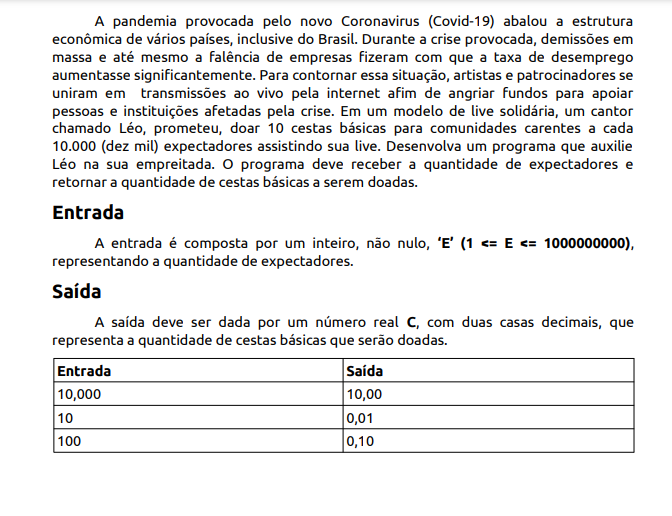 A pandemia provocada pelo novo Coronavirus (Covid-19) abalou a estrutura
econômica de vários países, inclusive do Brasil. Durante a crise provocada, demissões em
massa e até mesmo a falência de empresas fizeram com que a taxa de desemprego
aumentasse significantemente. Para contornar essa situação, artistas e patrocinadores se
uniram em transmissões ao vivo pela internet afim de angriar fundos para apoiar
pessoas e instituições afetadas pela crise. Em um modelo de live solidária, um cantor
chamado Léo, prometeu, doar 10 cestas básicas para comunidades carentes a cada
10.000 (dez mil) expectadores assistindo sua live. Desenvolva um programa que auxilie
Léo na sua empreitada. O programa deve receber a quantidade de expectadores e
retornar a quantidade de cestas básicas a serem doadas.
Entrada
A entrada é composta por um inteiro, não nulo, ‘E’ (1 <= E <= 1000000000),
representando a quantidade de expectadores.
Saída
A saída deve ser dada por um número real C, com duas casas decimais, que
representa a quantidade de cestas básicas que serão doadas.
Entrada Saída
10,000 10,00
10 0,01
100 0,10